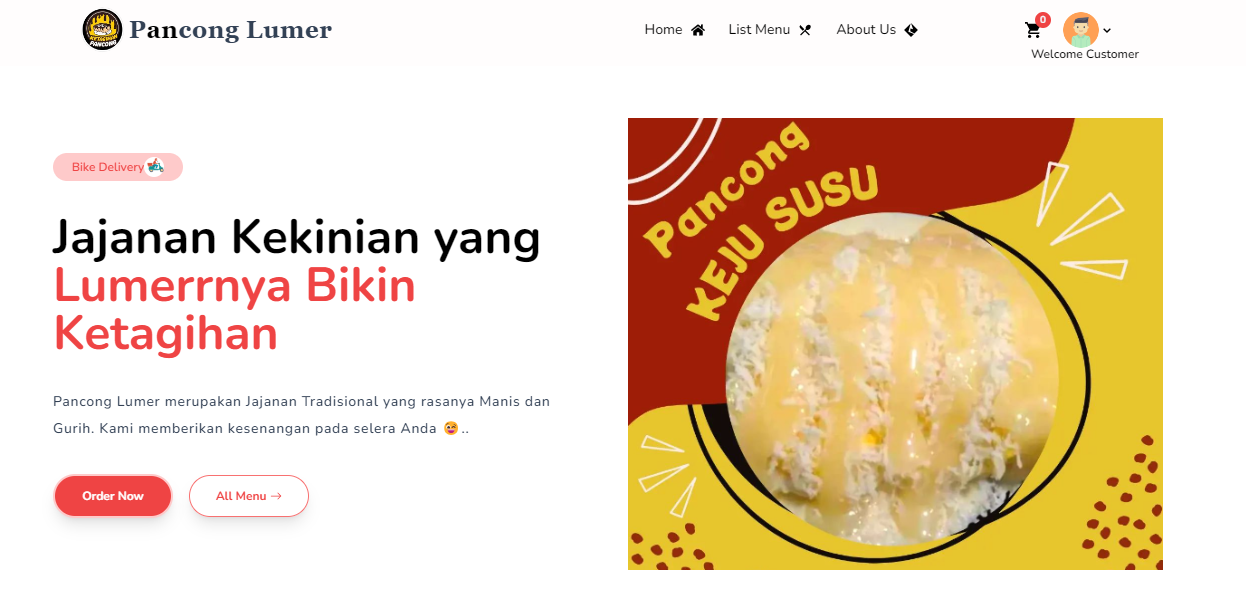 KETAGIHAN
PANCONG
Pancong Lumer
Home
List Menu
About Us
0
Welcome Customer
Bike Delivery
Jajanan Kekinian yang
Lumerrnya Bikin
Ketagihan
Pancong Lumer merupakan Jajanan Tradisional yang rasanya Manis dan
Gurih. Kami memberikan kesenangan pada selera Anda 😋..
Order Now
All Menu →
Pancong
KEJU SUSU